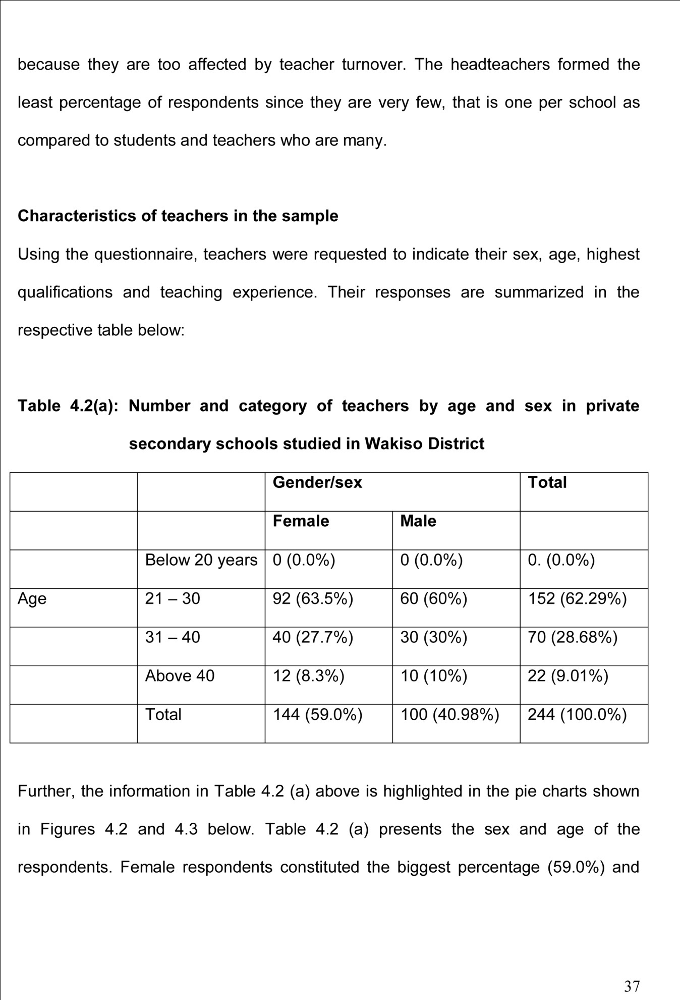 because they are too affected by teacher turnover. The headteachers formed the
least percentage of respondents since they are very few, that is one per school as
compared to students and teachers who are many.
Characteristics of teachers in the sample
Using the questionnaire, teachers were requested to indicate their sex, age, highest
qualifications and teaching experience. Their responses are summarized in the
respective table below:
Table 4.2(a): Number and category of teachers by age and sex in private
secondary schools studied in Wakiso District
Gender/sex Total
Female Male
Below 20 years 0 (0.0%) 0 (0.0%) 0. (0.0%)
Age 21 – 30 92 (63.5%) 60 (60%) 152 (62.29%)
31 – 40 40 (27.7%) 30 (30%) 70 (28.68%)
Above 40 12 (8.3%) 10 (10%) 22 (9.01%)
Total 144 (59.0%) 100 (40.98%) 244 (100.0%)
Further, the information in Table 4.2 (a) above is highlighted in the pie charts shown
in Figures 4.2 and 4.3 below. Table 4.2 (a) presents the sex and age of the
respondents. Female respondents constituted the biggest percentage (59.0%) and
37